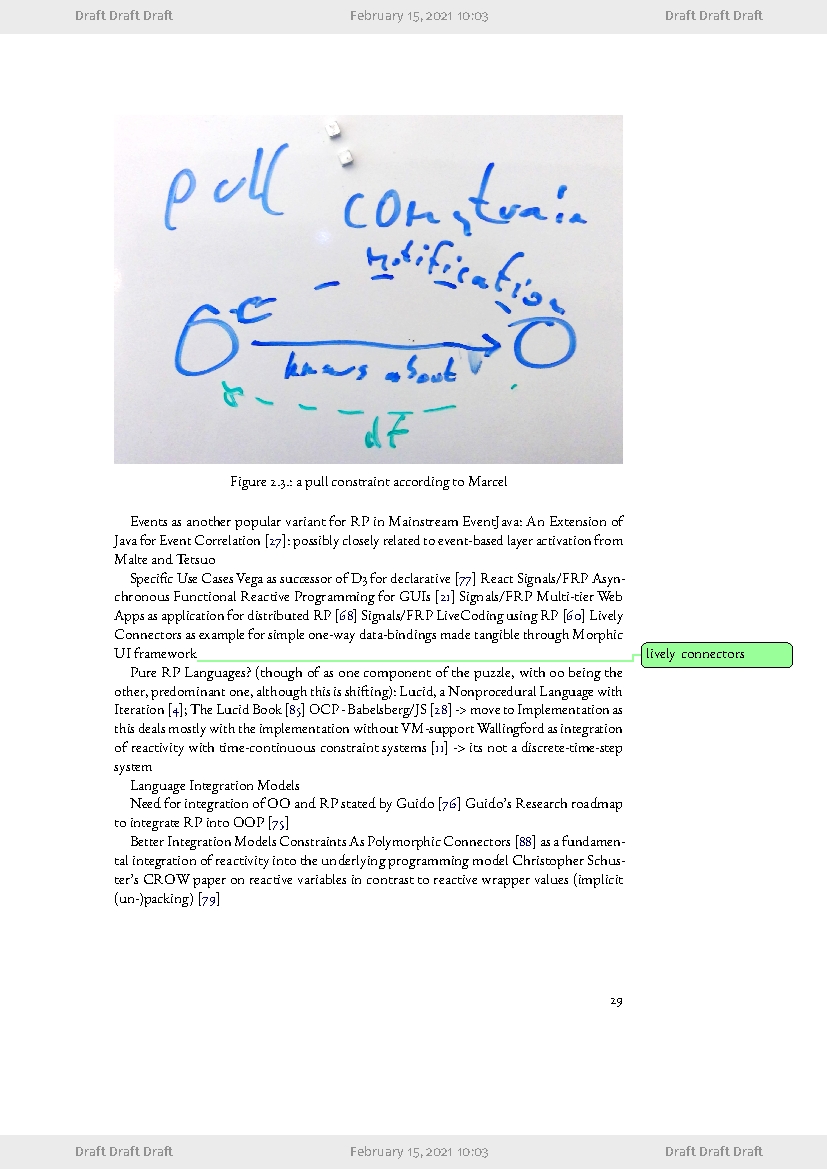 Draft Draft Draft February 15, 2021 10:03 Draft Draft Draft
pull
constrain
notification
knows about
df
Figure 2.3.: a pull constraint according to Marcel
Events as another popular variant for RP in Mainstream EventJava: An Extension of
Java for Event Correlation [27]: possibly closely related to event-based layer activation from
Malte and Tetsuo
Specific Use Cases Vega as successor of D3 for declarative [77] React Signals/FRP Asyn-
chronous Functional Reactive Programming for GUIs [21] Signals/FRP Multi-tier Web
Apps as application for distributed RP [68] Signals/FRP LiveCoding using RP [60] Lively
Connectors as example for simple one-way data-bindings made tangible through Morphic
UI framework
lively connectors
Pure RP Languages? (though of as one component of the puzzle, with oo being the
other, predominant one, although this is shifting): Lucid, a Nonprocedural Language with
Iteration [4]; The Lucid Book [85] OCP - Babelsberg/JS [28] -> move to Implementation as
this deals mostly with the implementation without VM-support Wallingford as integration
of reactivity with time-continuous constraint systems [11] -> its not a discrete-time-step
system
Language Integration Models
Need for integration of OO and RP stated by Guido [76] Guido's Research roadmap
to integrate RP into OOP [75]
Better Integration Models Constraints As Polymorphic Connectors [88] as a fundamen-
tal integration of reactivity into the underlying programming model Christopher Schus-
ter's CROW paper on reactive variables in contrast to reactive wrapper values (implicit
(un-)packing) [79]
29
Draft Draft Draft February 15, 2021 10:03 Draft Draft Draft